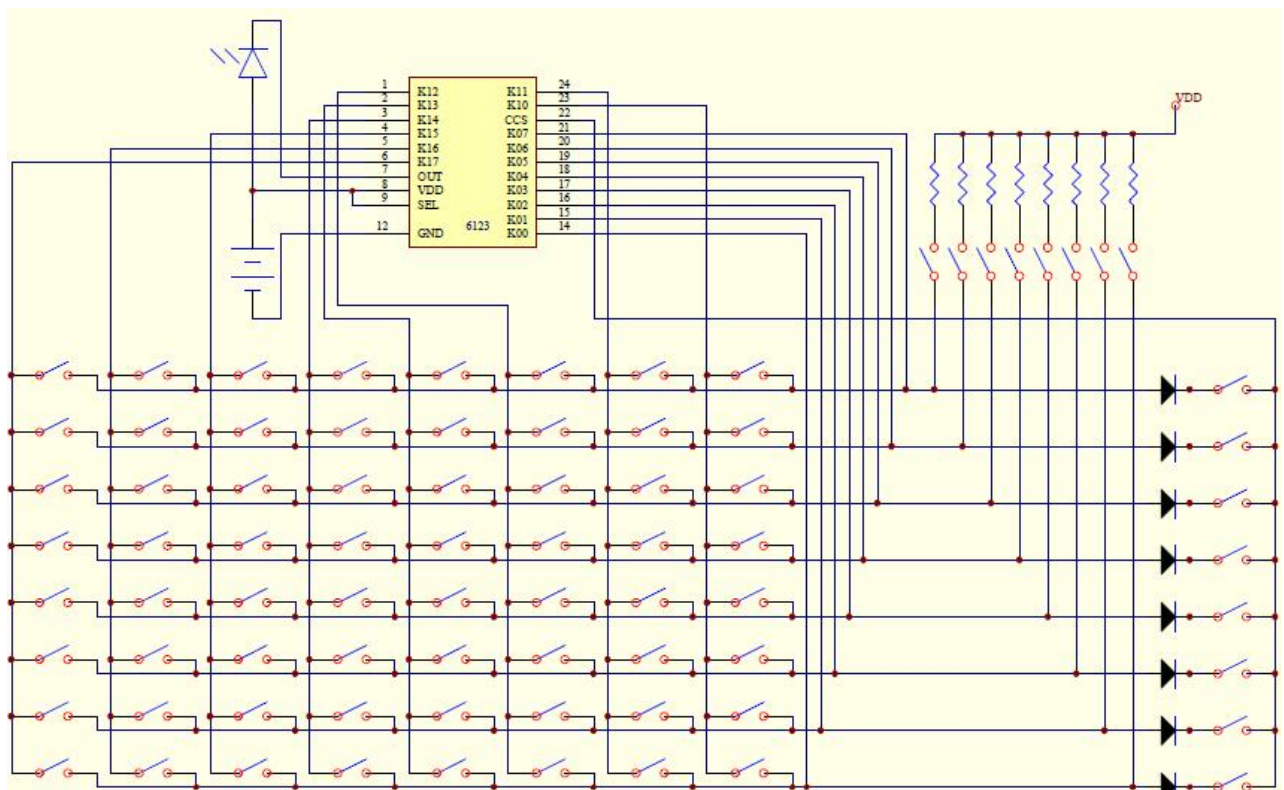 VDD
1 K12 K11 24
2 K13 K10 23
3 K14 CCS 22
4 K15 K07 21
5 K16 K06 20
6 K17 K05 19
7 OUT K04 18
8 VDD K03 17
9 SEL K02 16
K01 15
12 GND 6123 K00 14